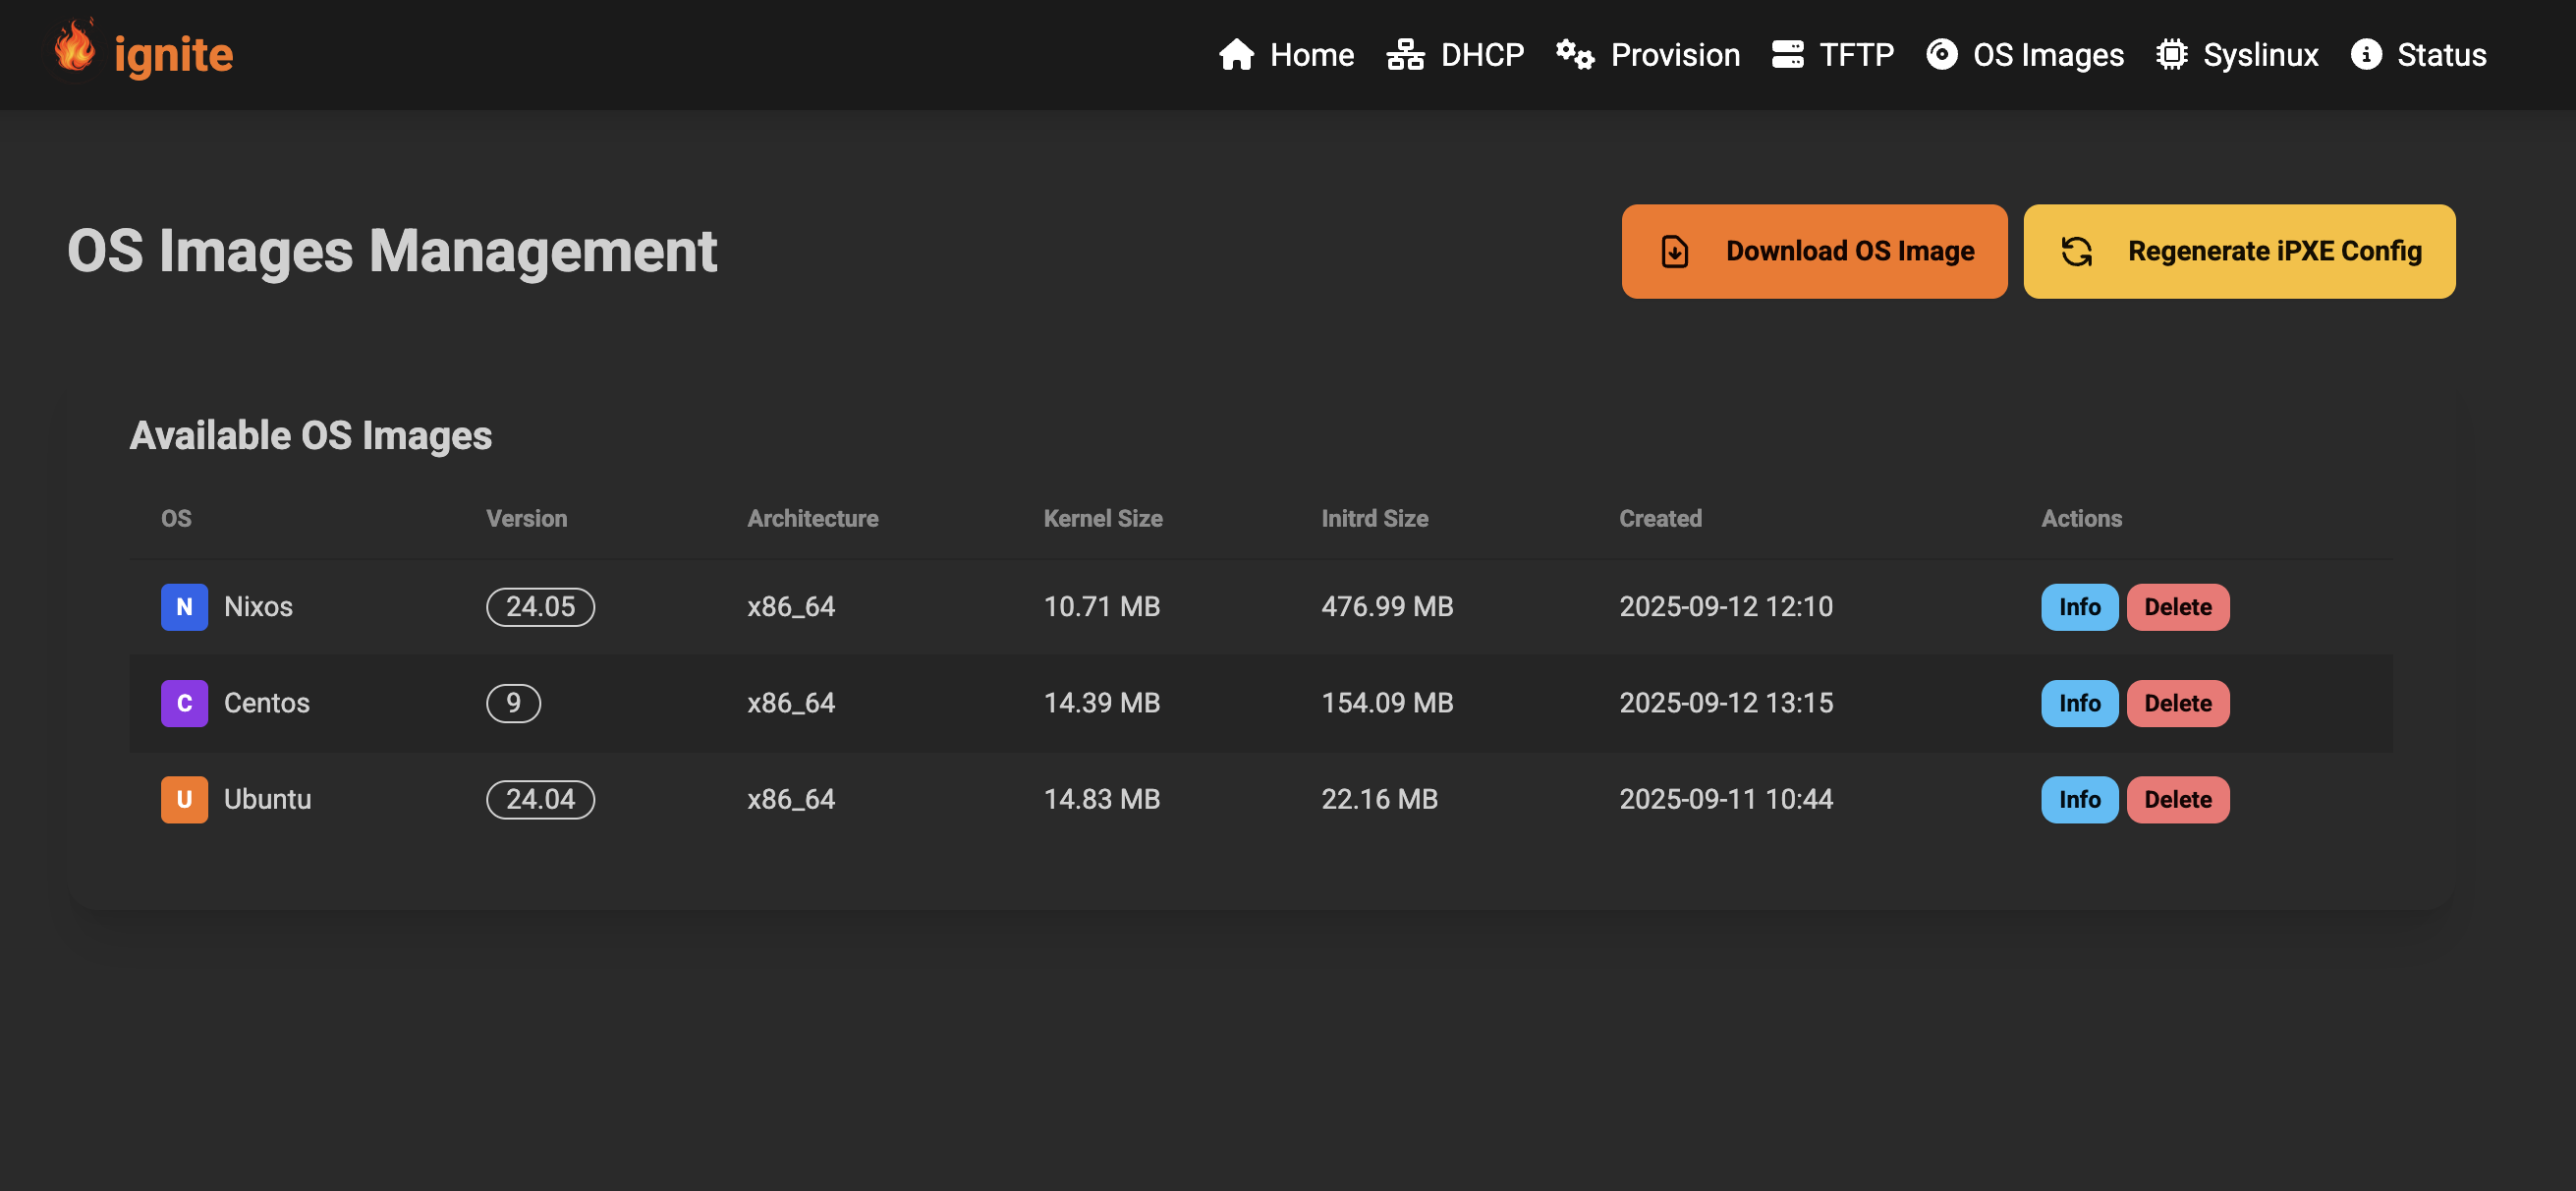 ignite
Home DHCP Provision TFTP OS Images Syslinux Status
OS Images Management
Download OS Image Regenerate iPXE Config
Available OS Images
OS Version Architecture Kernel Size Initrd Size Created Actions
N Nixos 24.05 x86_64 10.71 MB 476.99 MB 2025-09-12 12:10 Info Delete
C Centos 9 x86_64 14.39 MB 154.09 MB 2025-09-12 13:15 Info Delete
U Ubuntu 24.04 x86_64 14.83 MB 22.16 MB 2025-09-11 10:44 Info Delete